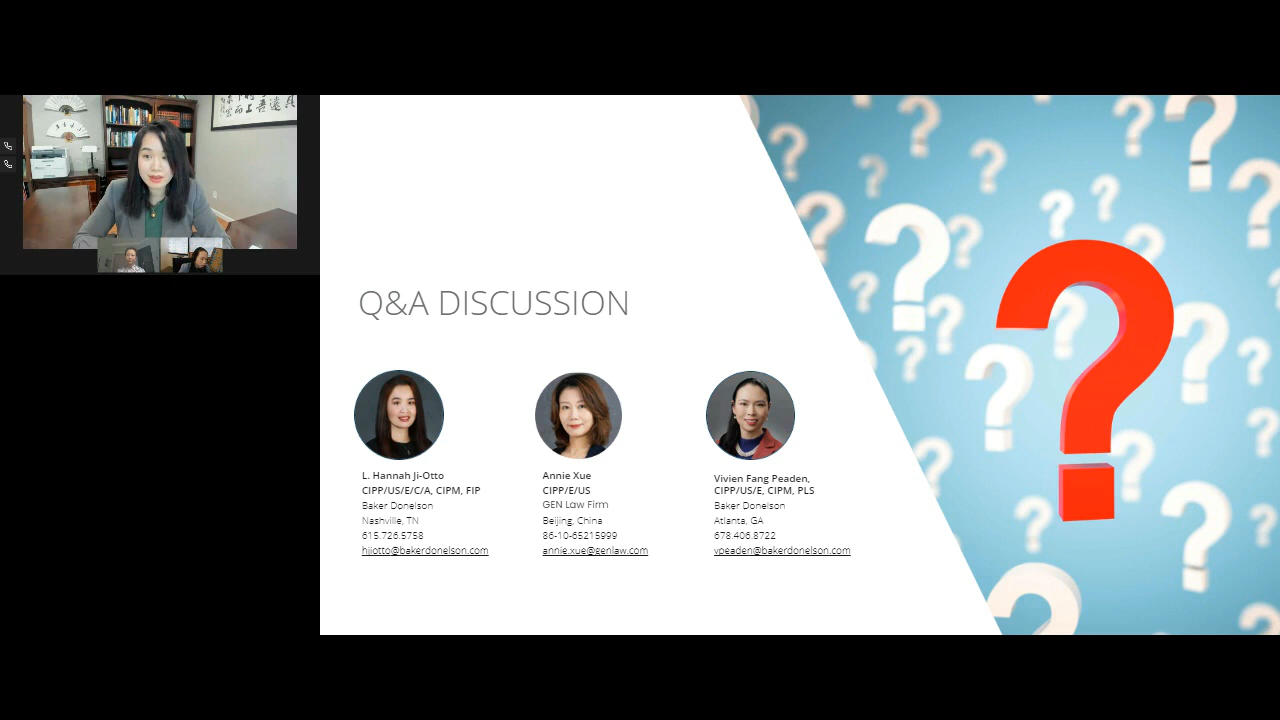 Q&A DISCUSSION
L. Hannah Ji-Otto
CIPP/US/E/C/A, CIPM, FIP
Baker Donelson
Nashville, TN
615.726.5758
hjiotto@bakerdonelson.com
Annie Xue
CIPP/E/US
GEN Law Firm
Beijing, China
86-10-65215999
annie.xue@genlaw.com
Vivien Fang Peaden,
CIPP/US/E, CIPM, PLS
Baker Donelson
Atlanta, GA
678.406.8722
vpeaden@bakerdonelson.com